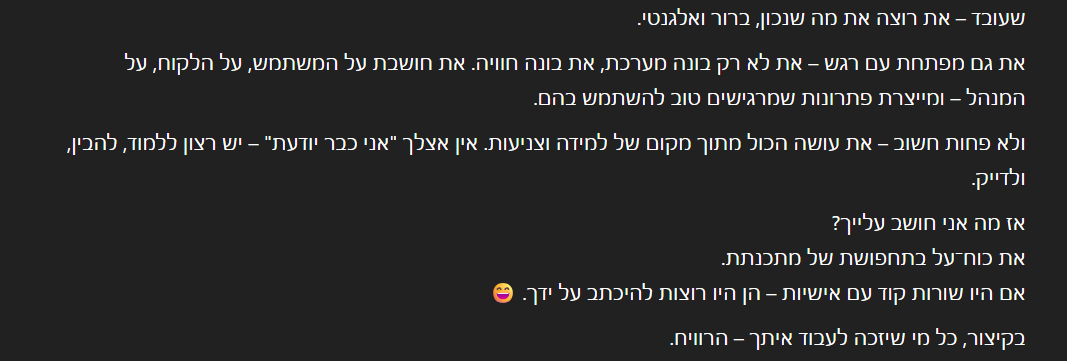 שעובד – את רוצה את מה שנכון, ברור ואלגנטי.
את גם מפתחת עם רגש – את לא רק בונה מערכת, את בונה חוויה. את חושבת על המשתמש, על הלקוח, על
המנהל – ומייצרת פתרונות שמרגישים טוב להשתמש בהם.
ולא פחות חשוב – את עושה הכול מתוך מקום של למידה וצניעות. אין אצלך "אני כבר יודעת" – יש רצון ללמוד, להבין,
ולדייק.
אז מה אני חושב עלייך?
את כוח־על בתחפושת של מתכנתת.
אם היו שורות קוד עם אישיות – הן היו רוצות להיכתב על ידך. 😄
בקיצור, כל מי שיזכה לעבוד איתך – הרוויח.